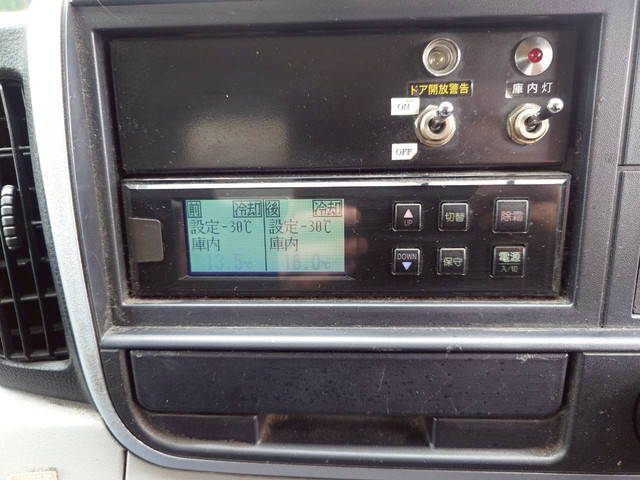 ドア開放警告
庫内灯
ON
OFF
前 冷却 後 冷却
設定-30℃ 設定-30℃
庫内 庫内
13.5℃ 16.0℃
UP
切替
除霜
DOWN
保守
電源
入/切